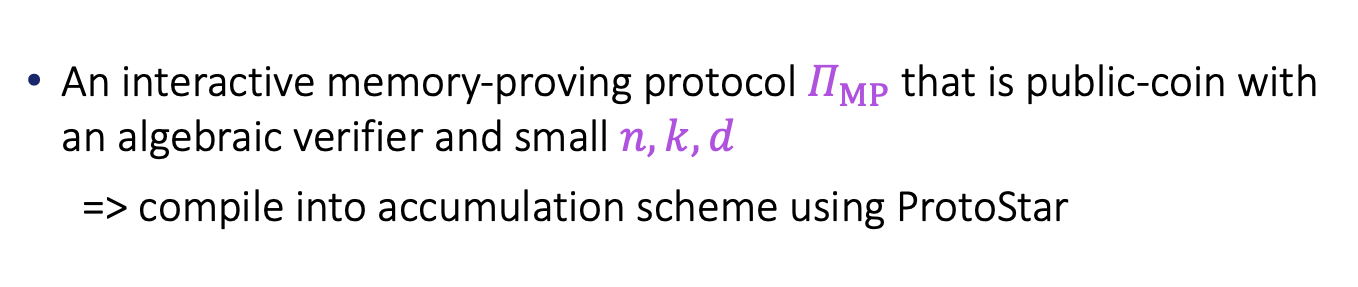 • An interactive memory-proving protocol Π_MP that is public-coin with
an algebraic verifier and small n, k, d
=> compile into accumulation scheme using ProtoStar